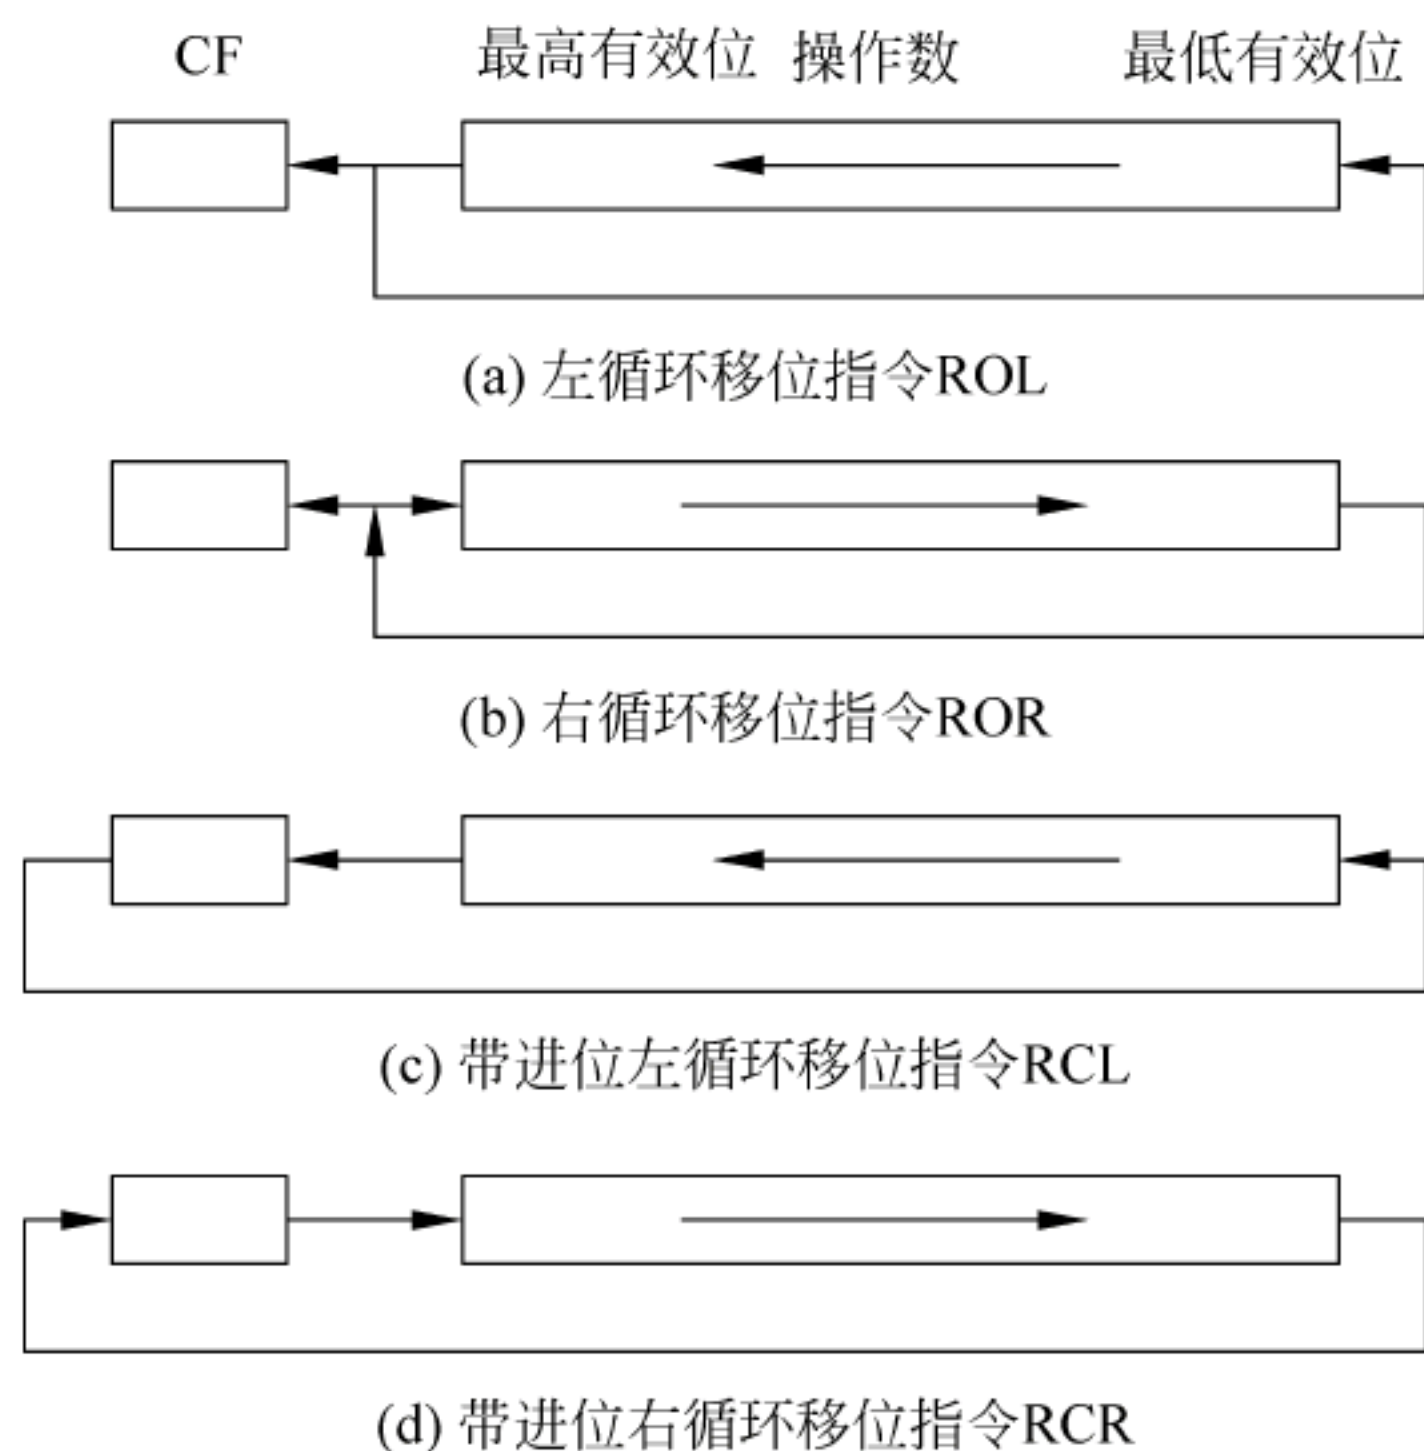 CF 最高有效位 操作数 最低有效位
(a) 左循环移位指令ROL
(b) 右循环移位指令ROR
(c) 带进位左循环移位指令RCL
(d) 带进位右循环移位指令RCR